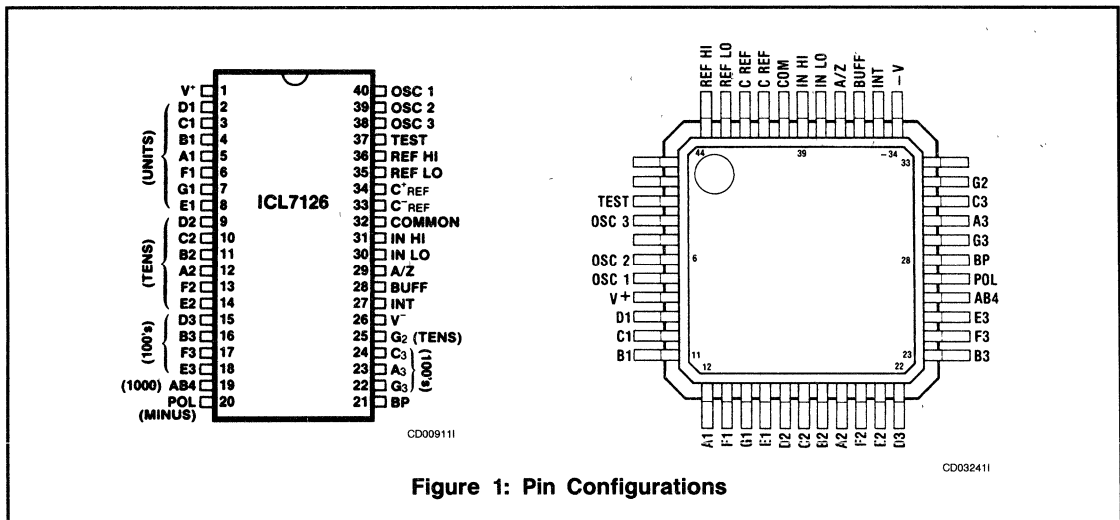 V+ 1
D1 2
C1 3
B1 4
A1 5
F1 6
G1 7
E1 8
(UNITS)
D2 9
C2 10
B2 11
A2 12
F2 13
E2 14
(TENS)
D3 15
B3 16
F3 17
E3 18
(100's)
(1000) AB4 19
POL 20
(MINUS)
ICL7126
40 OSC 1
39 OSC 2
38 OSC 3
37 TEST
36 REF HI
35 REF LO
34 C+REF
33 C-REF
32 COMMON
31 IN HI
30 IN LO
29 A/Z
28 BUFF
27 INT
26 V-
25 G2 (TENS)
24 C3
23 A3
22 G3
(100's)
21 BP
CD00911I
REF HI
REF LO
C REF
C REF
COM
IN HI
IN LO
A/Z
BUFF
INT
-V
44
39
-34
33
TEST
OSC 3
OSC 2
6
OSC 1
V+
D1
C1
B1
11
12
G2
C3
A3
G3
28
BP
POL
AB4
E3
F3
23
B3
22
A1
F1
G1
E1
D2
C2
B2
A2
F2
E2
D3
CD03241I
Figure 1: Pin Configurations